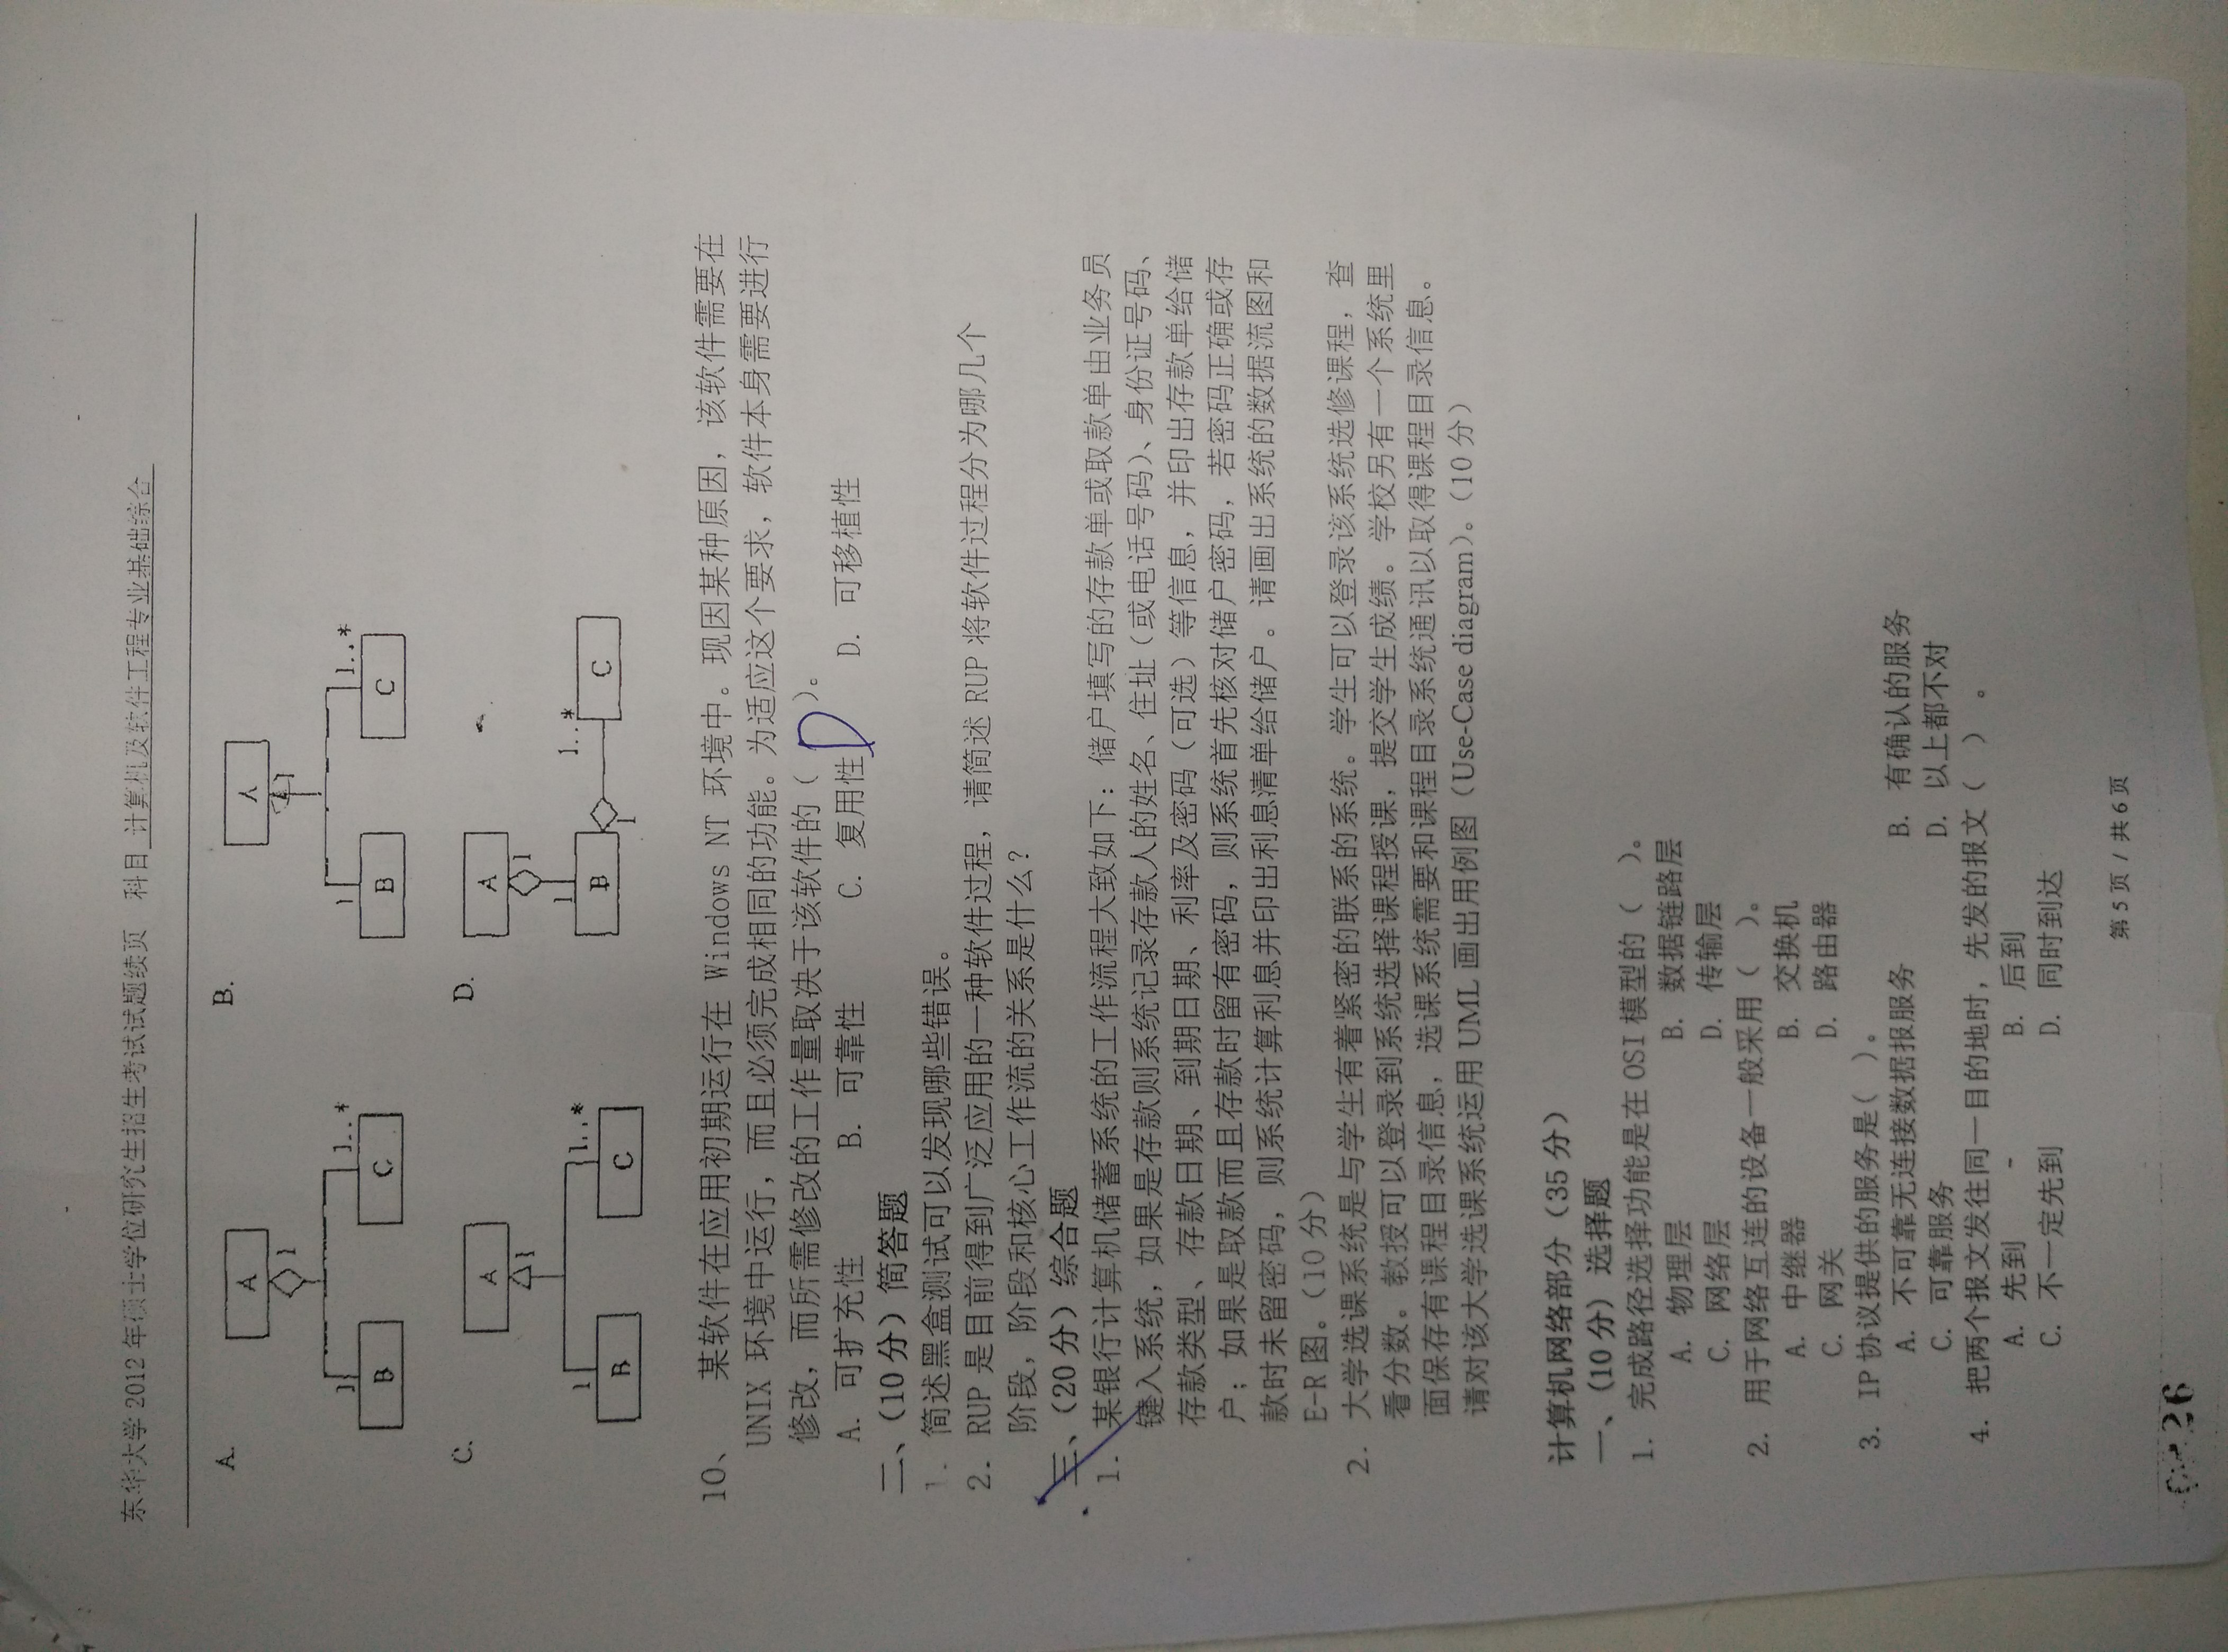 东华大学 2012 年硕士学位研究生招生考试试题续页 科目 计算机及软件工程专业基础综合
A. B.
A A
1 1
1 1..* 1 1..*
B C B C
C. D.
A A
1 1
1 1..* 1 1..*
B C B C
1
10、 某软件在应用初期运行在 Windows NT 环境中。现因某种原因，该软件需要在
UNIX 环境中运行，而且必须完成相同的功能。为适应这个要求，软件本身需要进行
修改，而所需修改的工作量取决于该软件的（ D ）。
A. 可扩充性 B. 可靠性 C. 复用性 D. 可移植性
二、（10 分）简答题
1. 简述黑盒测试可以发现哪些错误。
2. RUP 是目前得到广泛应用的一种软件过程，请简述 RUP 将软件过程分为哪几个
阶段，阶段和核心工作流的关系是什么？
三、（20 分）综合题
1. 某银行计算机储蓄系统的工作流程大致如下：储户填写的存款单或取款单由业务员
键入系统，如果是存款则系统记录存款人的姓名、住址（或电话号码）、身份证号码、
存款类型、存款日期、到期日期、利率及密码（可选）等信息，并印出存款单给储
户；如果是取款而且存款时留有密码，则系统首先核对储户密码，若密码正确或存
款时未留密码，则系统计算利息并印出利息清单给储户。请画出系统的数据流图和
E-R 图。（10 分）
2. 大学选课系统是与学生有着紧密的联系的系统。学生可以登录该系统选修课程，查
看分数。教授可以登录到系统选择课程授课，提交学生成绩。学校另有一个系统里
面保存有课程目录信息，选课系统需要和课程目录系统通讯以取得课程目录信息。
请对该大学选课系统运用 UML 画出用例图（Use-Case diagram）。（10 分）
计算机网络部分（35 分）
一、（10 分）选择题
1. 完成路径选择功能是在 OSI 模型的（ ）。
A. 物理层 B. 数据链路层
C. 网络层 D. 传输层
2. 用于网络互连的设备一般采用（ ）。
A. 中继器 B. 交换机
C. 网关 D. 路由器
3. IP 协议提供的服务是（ ）。
A. 不可靠无连接数据报服务 B. 有确认的服务
C. 可靠服务 D. 以上都不对
4. 把两个报文发往同一目的地时，先发的报文（ ）。
A. 先到 B. 后到
C. 不一定先到 D. 同时到达
第 5 页 / 共 6 页